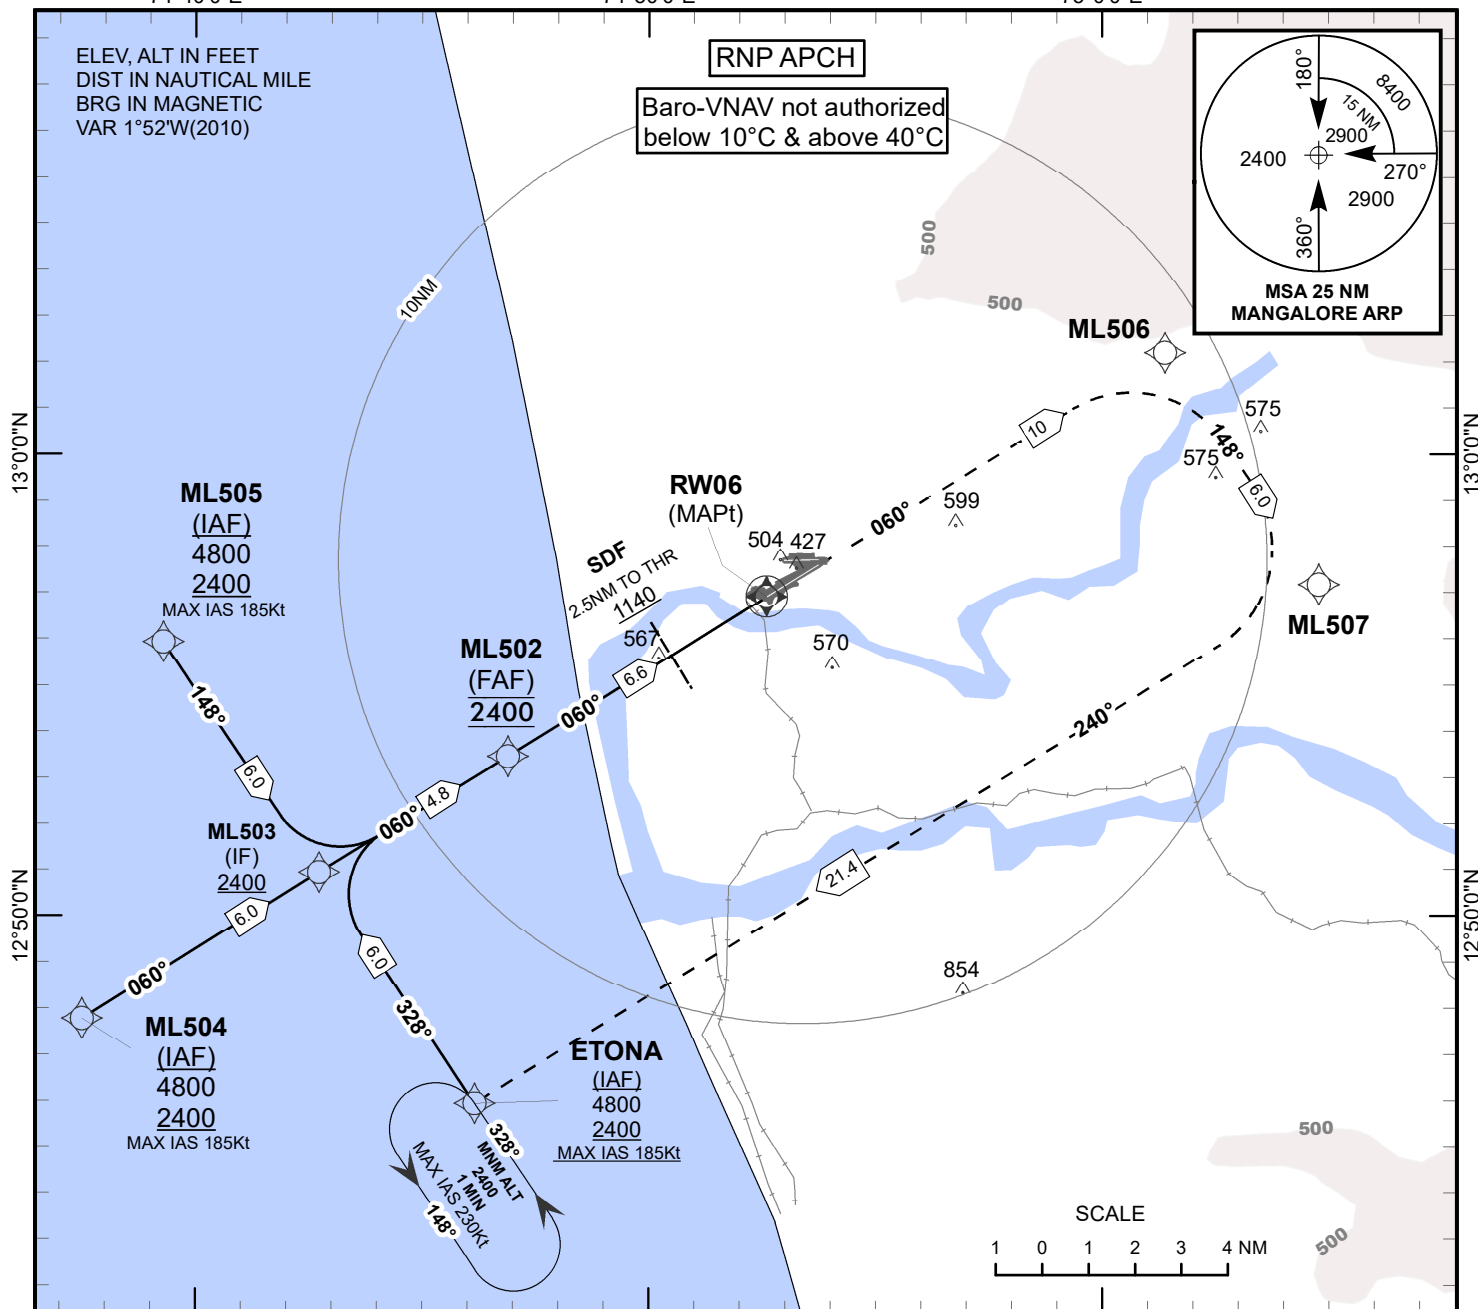 ELEV, ALT IN FEET
DIST IN NAUTICAL MILE
BRG IN MAGNETIC
VAR 1°52'W(2010)
RNP APCH
Baro-VNAV not authorized
below 10°C & above 40°C
180°
8400
15 NM
2900
2400
270°
2900
360°
MSA 25 NM
MANGALORE ARP
500
500
10NM
ML506
10
575
148°
575
6.0
13°0'0"N
13°0'0"N
ML505
(IAF)
4800
2400
MAX IAS 185Kt
RW06
(MAPt)
599
060°
504
427
SDF
2.5NM TO THR
1140
567
570
ML507
ML502
(FAF)
2400
6.6
060°
148°
240°
6.0
4.8
060°
ML503
(IF)
2400
21.4
6.0
6.0
12°50'0"N
12°50'0"N
060°
854
328°
ML504
(IAF)
4800
2400
MAX IAS 185Kt
ETONA
(IAF)
4800
2400
MAX IAS 185Kt
328°
MNM ALT
2400
1 MIN
MAX IAS 230Kt
148°
500
500
SCALE
1 0 1 2 3 4 NM